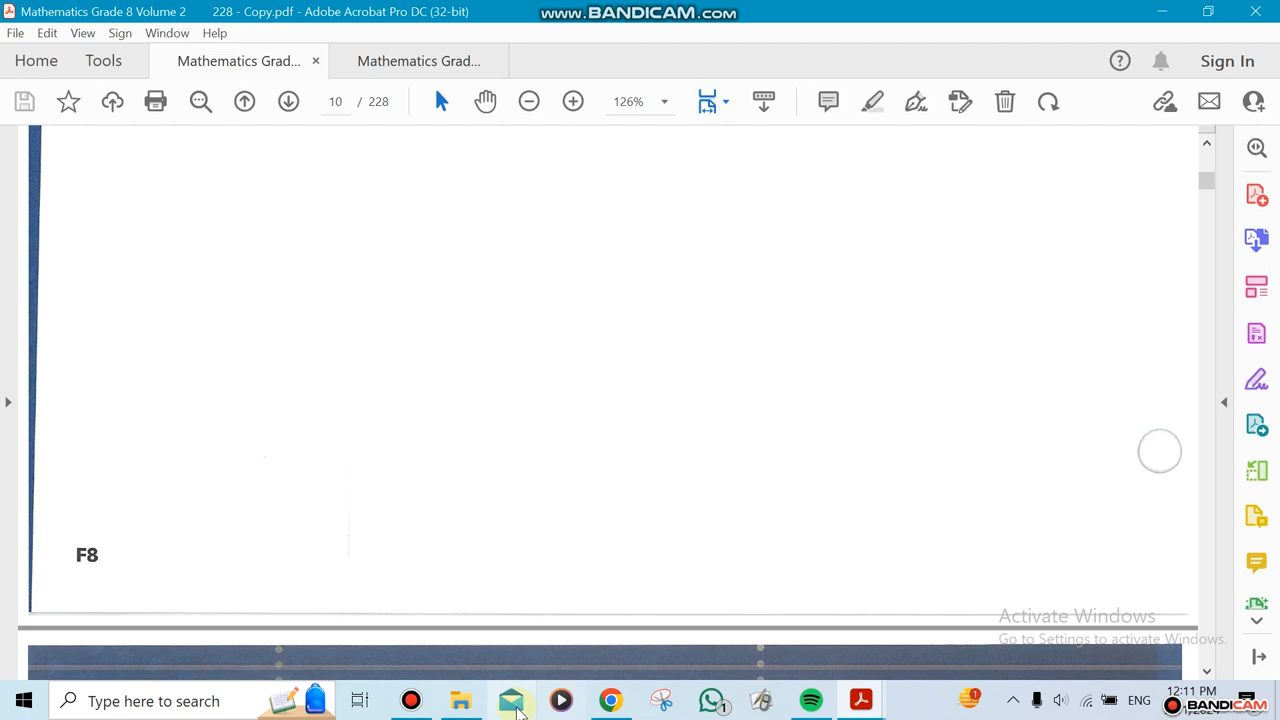 Mathematics Grade 8 Volume 2 228 - Copy.pdf - Adobe Acrobat Pro DC (32-bit)
www.BANDICAM.com
File Edit View Sign Window Help
Home Tools Mathematics Grad... × Mathematics Grad... Sign In
10 / 228 126%
F8
Activate Windows
Go to Settings to activate Windows.
Type here to search
1
1
ENG
12:11 PM
BANDICAM